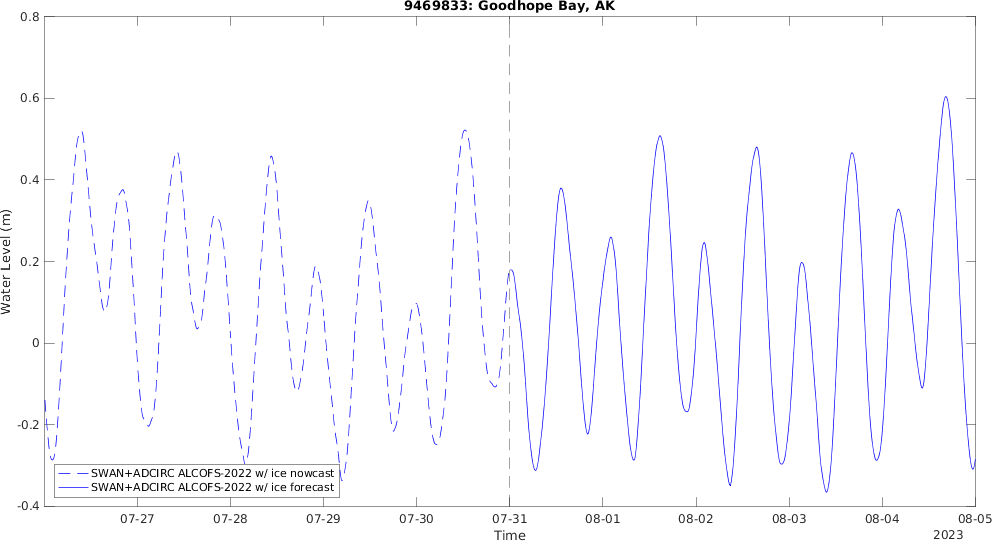 9469833: Goodhope Bay, AK
Water Level (m)
0.8
0.6
0.4
0.2
0
-0.2
-0.4
SWAN+ADCIRC ALCOFS-2022 w/ ice nowcast
SWAN+ADCIRC ALCOFS-2022 w/ ice forecast
07-27 07-28 07-29 07-30 07-31 08-01 08-02 08-03 08-04 08-05
Time
2023